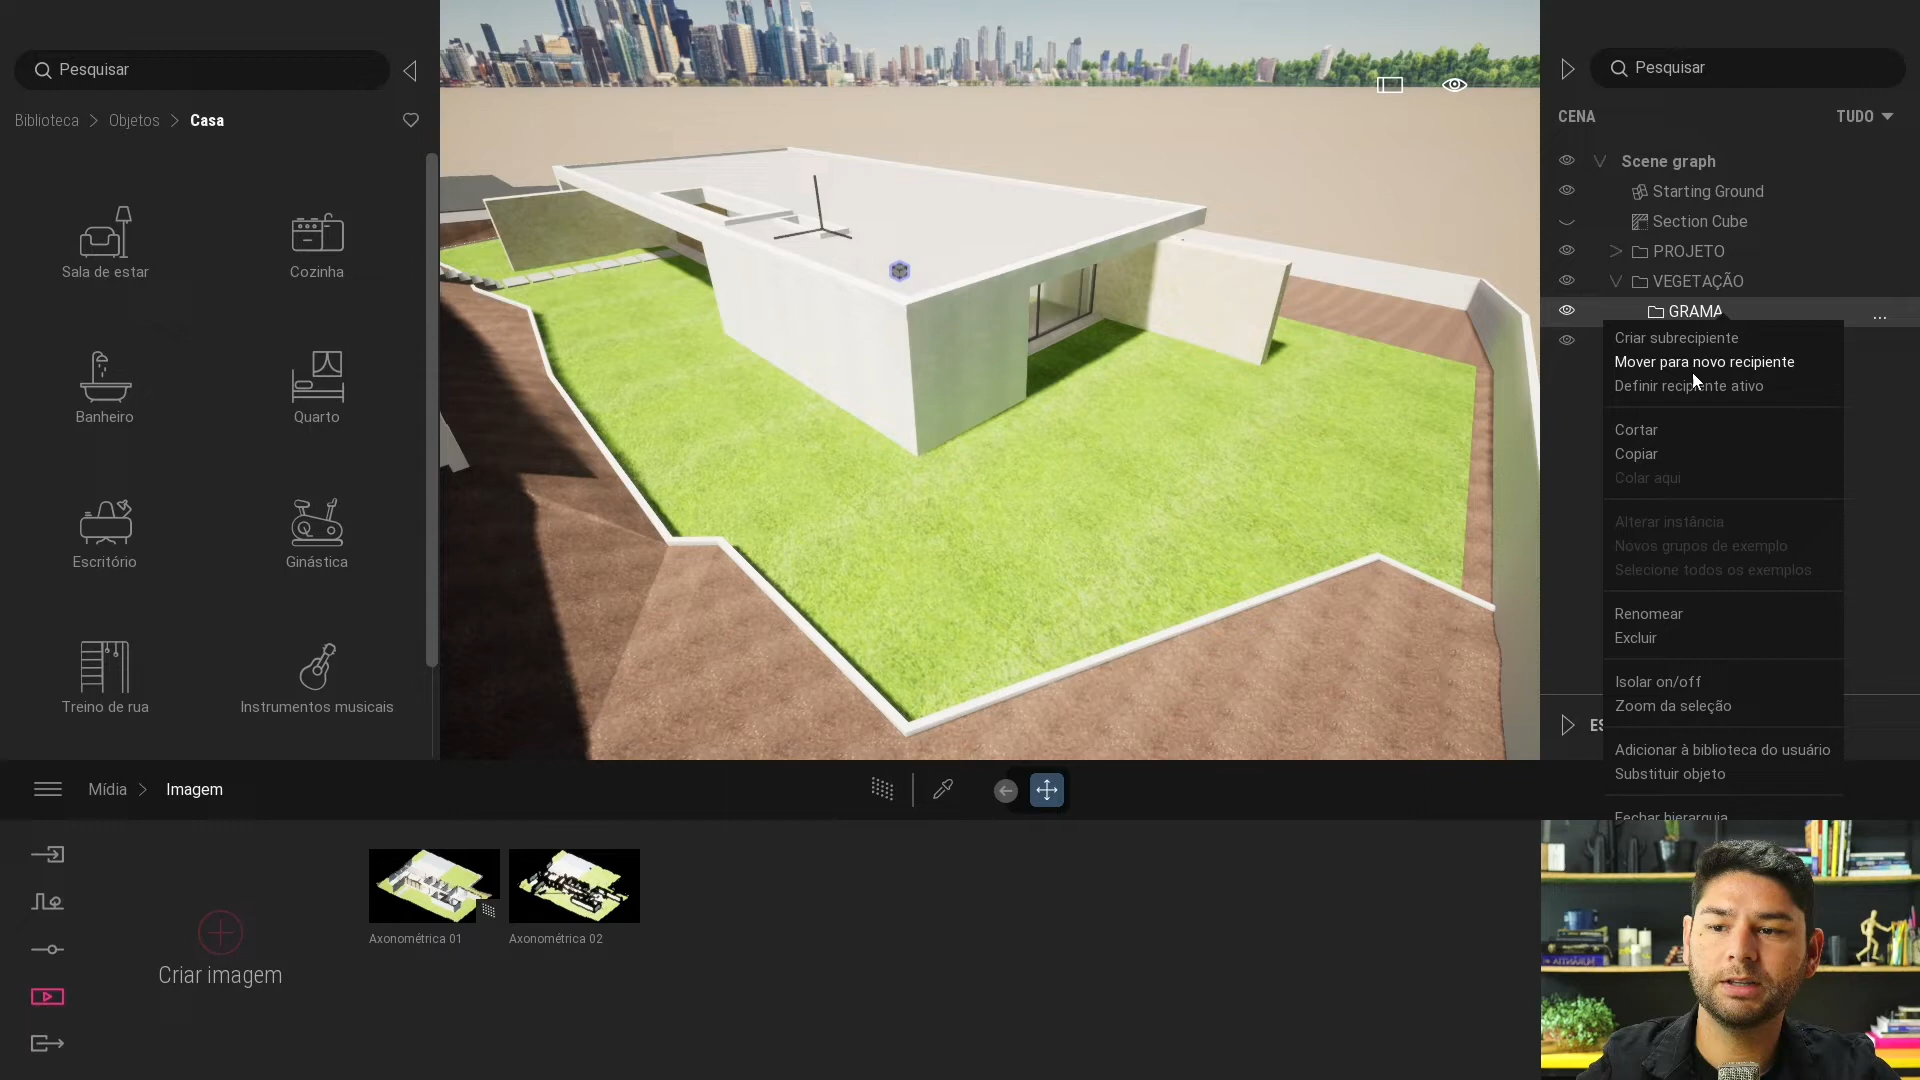 Pesquisar
Biblioteca > Objetos > Casa
Sala de estar
Cozinha
Banheiro
Quarto
Escritório
Ginástica
Treino de rua
Instrumentos musicais
Pesquisar
CENA
TUDO
Scene graph
Starting Ground
Section Cube
PROJETO
VEGETAÇÃO
GRAMA
...
Criar subrecipiente
Mover para novo recipiente
Definir recipiente ativo
Cortar
Copiar
Colar aqui
Alterar instância
Novos grupos de exemplo
Selecione todos os exemplos
Renomear
Excluir
Isolar on/off
Zoom da seleção
Adicionar à biblioteca do usuário
Substituir objeto
Fechar hierarquia
ES
Mídia > Imagem
Criar imagem
Axonométrica 01
Axonométrica 02